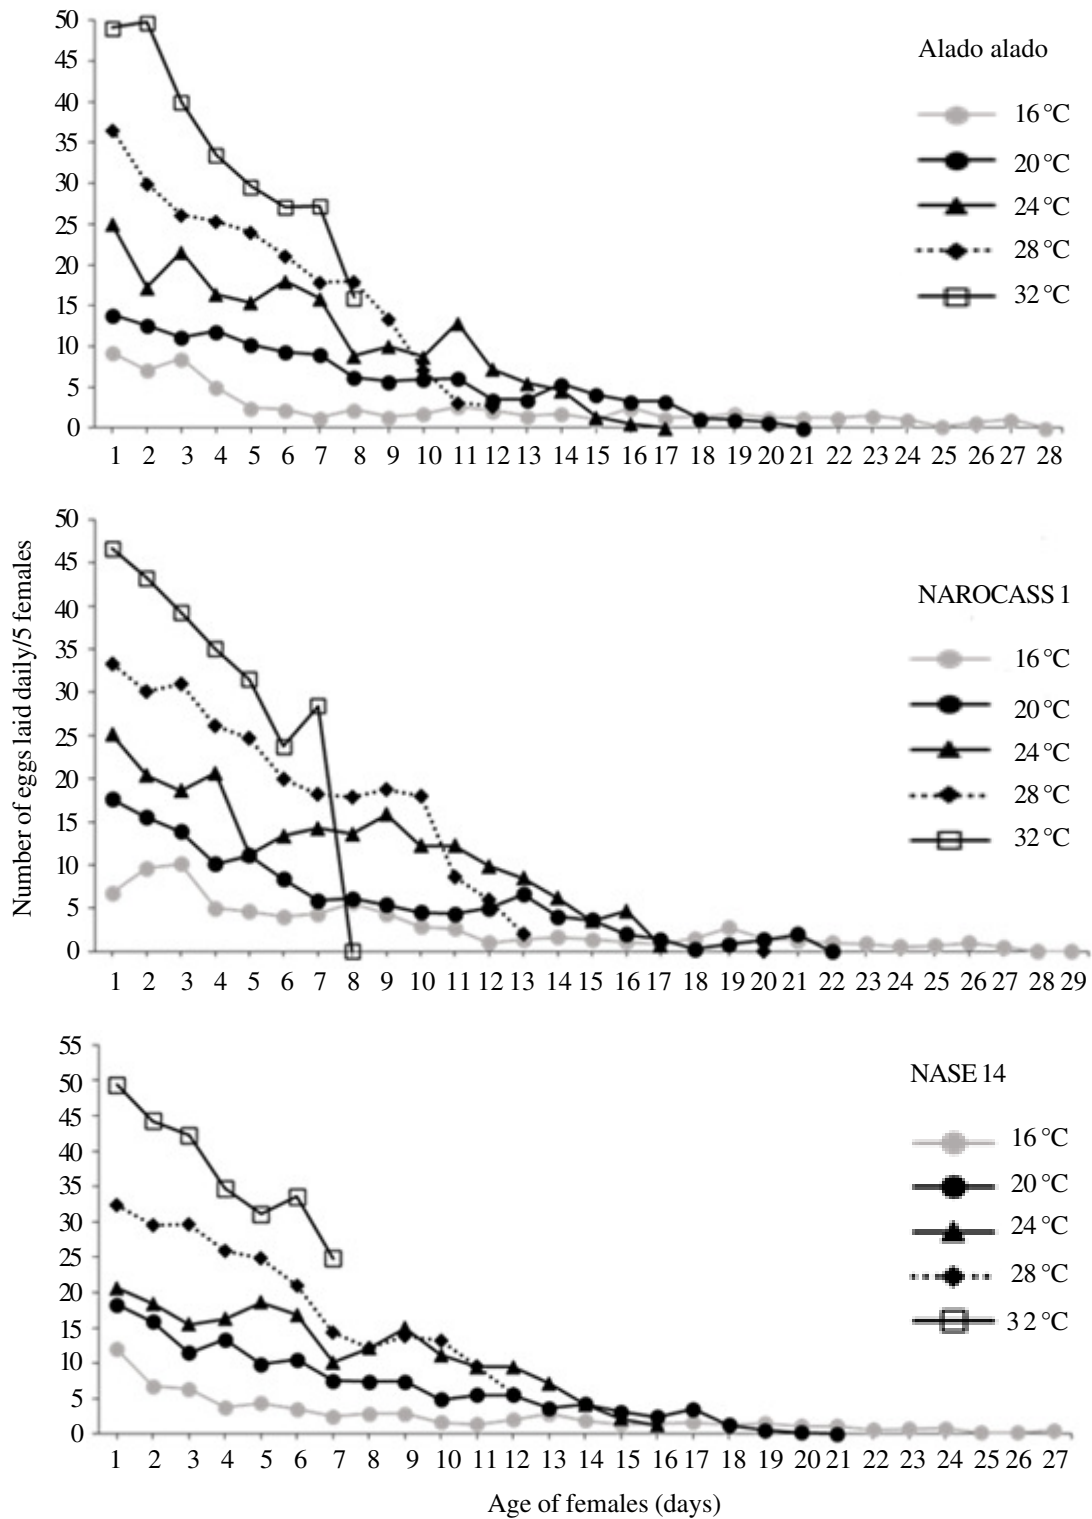 50
45
40
35
30
25
20
15
10
5
0
1 2 3 4 5 6 7 8 9 10 11 12 13 14 15 16 17 18 19 20 21 22 23 24 25 26 27 28
Alado alado
16 °C
20 °C
24 °C
28 °C
32 °C
Number of eggs laid daily/5 females
50
45
40
35
30
25
20
15
10
5
0
1 2 3 4 5 6 7 8 9 10 11 12 13 14 15 16 17 18 19 20 21 22 23 24 25 26 27 28 29
NAROCASS 1
16 °C
20 °C
24 °C
28 °C
32 °C
55
50
45
40
35
30
25
20
15
10
5
0
1 2 3 4 5 6 7 8 9 10 11 12 13 14 15 16 17 18 19 20 21 22 23 24 25 26 27
NASE 14
16 °C
20 °C
24 °C
28 °C
32 °C
Age of females (days)